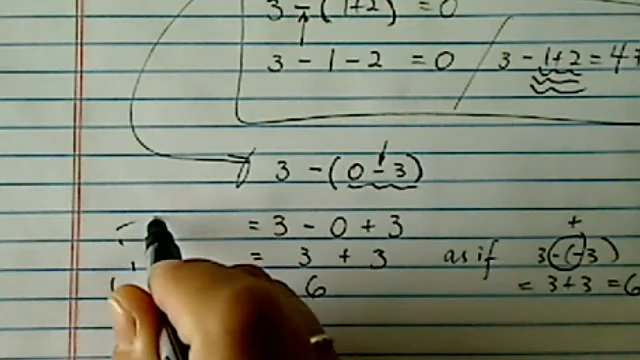 3 - (1+2) = 0
3 - 1 - 2 = 0 3 - 1+2 = 4
3 - (0 - 3)
= 3 - 0 + 3
+
= 3 + 3 as if 3 - (-3)
6 = 3+3 = 6